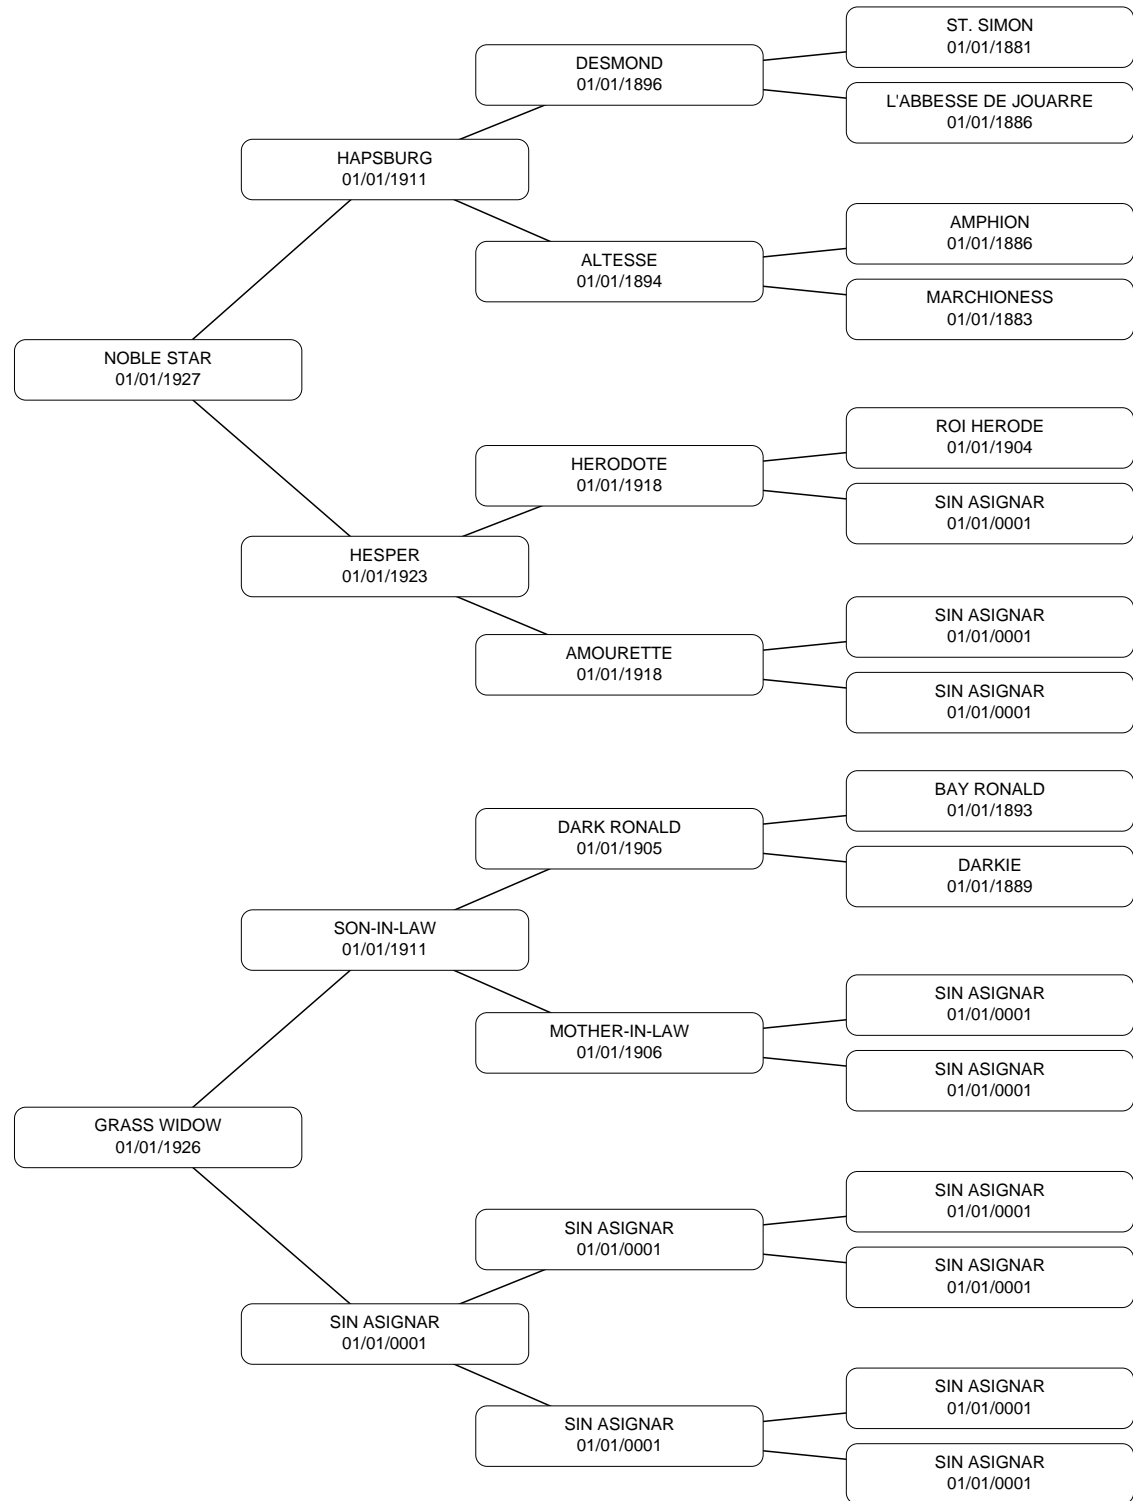 ST. SIMON
01/01/1881
DESMOND
01/01/1896
L'ABBESSE DE JOUARRE
01/01/1886
HAPSBURG
01/01/1911
AMPHION
01/01/1886
ALTESSE
01/01/1894
MARCHIONESS
01/01/1883
NOBLE STAR
01/01/1927
ROI HERODE
01/01/1904
HERODOTE
01/01/1918
SIN ASIGNAR
01/01/0001
HESPER
01/01/1923
SIN ASIGNAR
01/01/0001
AMOURETTE
01/01/1918
SIN ASIGNAR
01/01/0001
BAY RONALD
01/01/1893
DARK RONALD
01/01/1905
DARKIE
01/01/1889
SON-IN-LAW
01/01/1911
SIN ASIGNAR
01/01/0001
MOTHER-IN-LAW
01/01/1906
SIN ASIGNAR
01/01/0001
GRASS WIDOW
01/01/1926
SIN ASIGNAR
01/01/0001
SIN ASIGNAR
01/01/0001
SIN ASIGNAR
01/01/0001
SIN ASIGNAR
01/01/0001
SIN ASIGNAR
01/01/0001
SIN ASIGNAR
01/01/0001
SIN ASIGNAR
01/01/0001